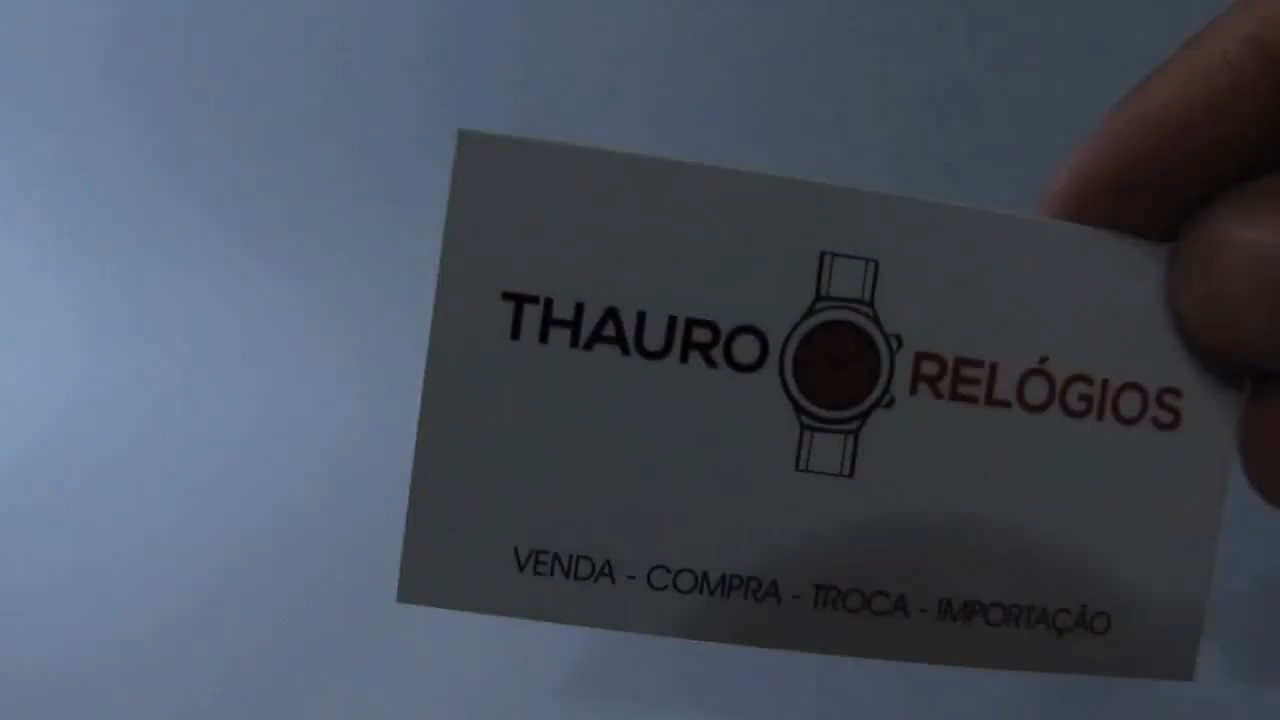 THAURO RELÓGIOS
VENDA - COMPRA - TROCA - IMPORTAÇÃO